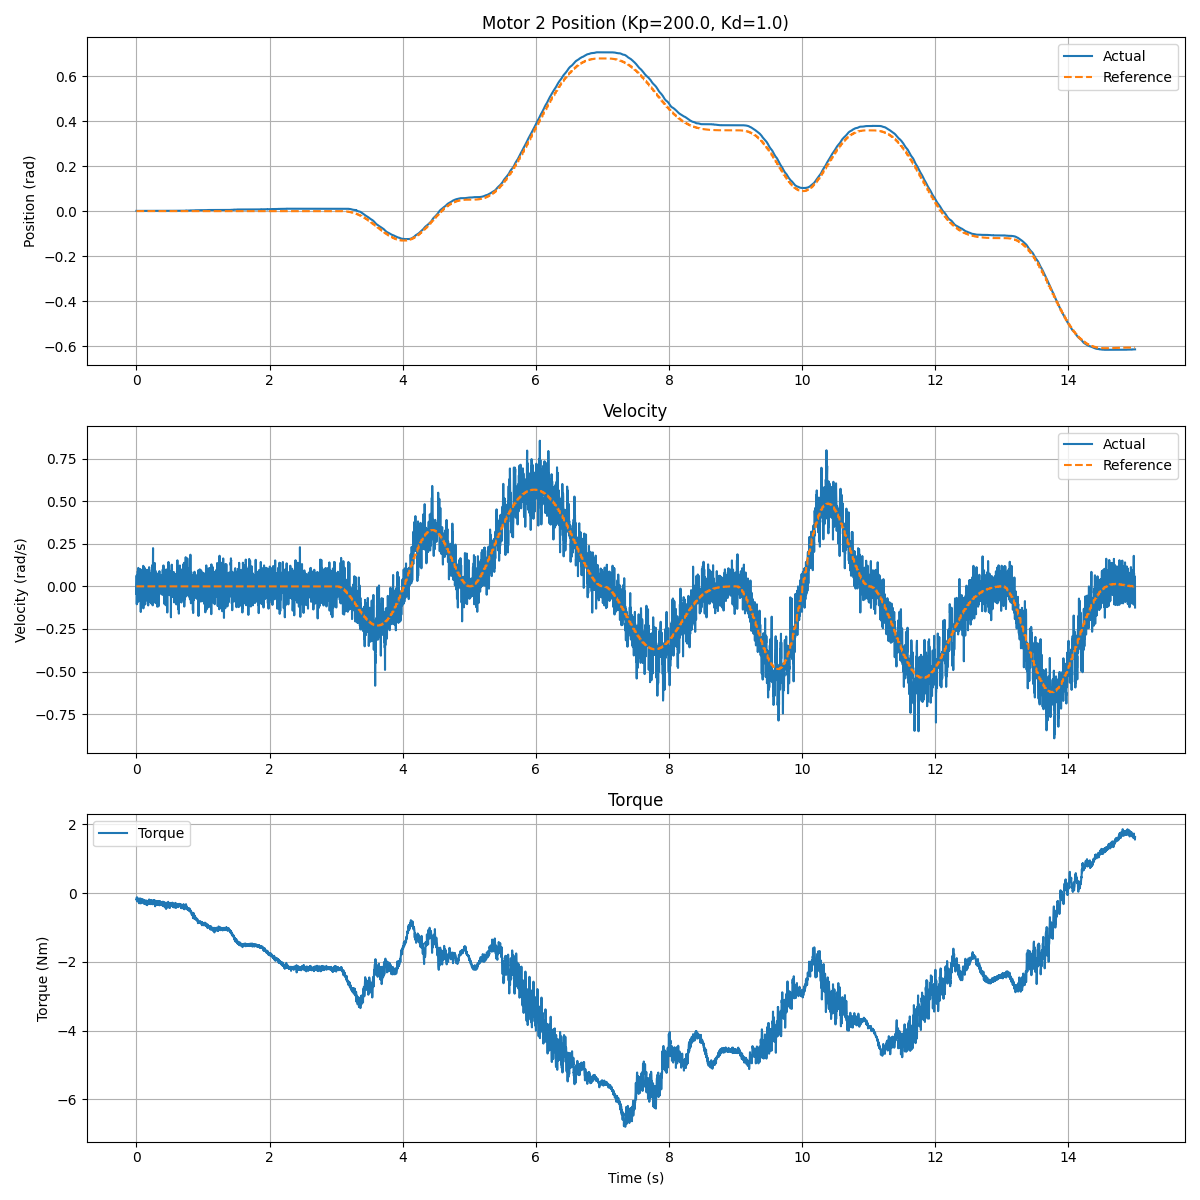 Motor 2 Position (Kp=200.0, Kd=1.0)
Actual
Reference
Position (rad)
0.6
0.4
0.2
0.0
−0.2
−0.4
−0.6
0 2 4 6 8 10 12 14
Velocity
Actual
Reference
Velocity (rad/s)
0.75
0.50
0.25
0.00
−0.25
−0.50
−0.75
0 2 4 6 8 10 12 14
Torque
Torque
Torque (Nm)
2
0
−2
−4
−6
0 2 4 6 8 10 12 14
Time (s)